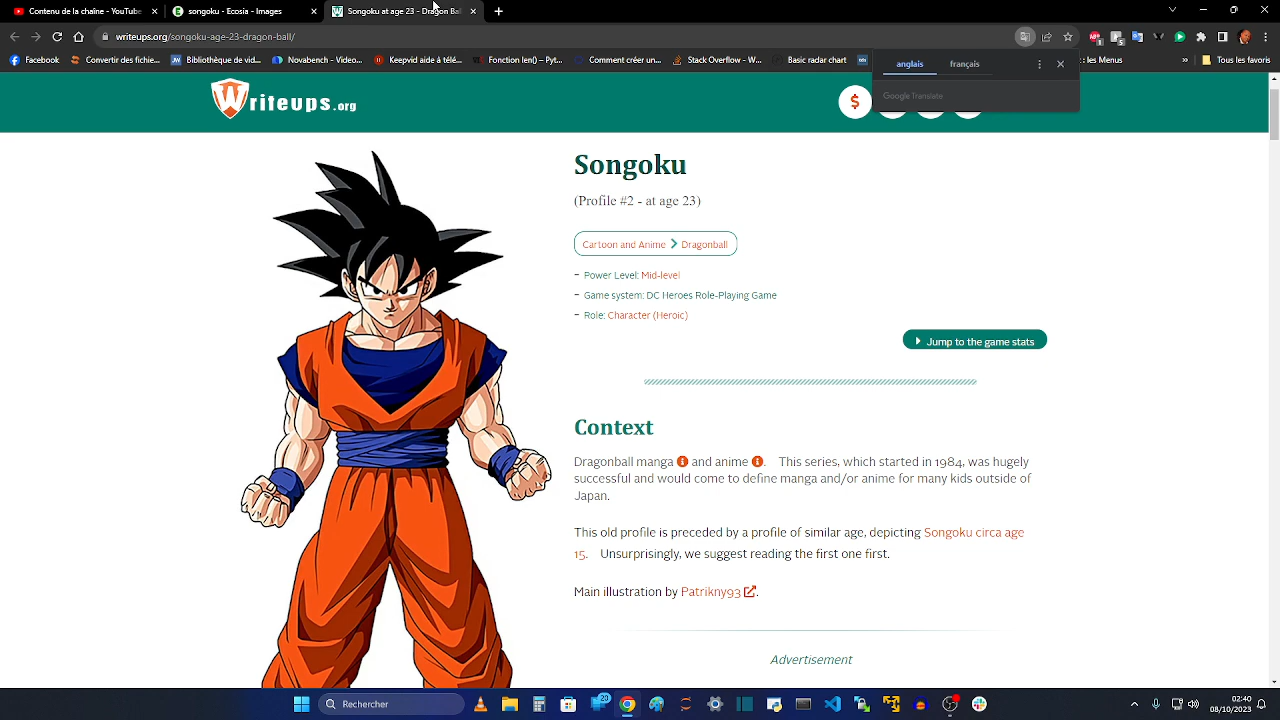 Contenu de la chaîne - YouTube
songoku - Ecosia - Images
Songoku at age 23 - Dragon Ball
writeups.org/songoku-age-23-dragon-ball/
Facebook
Convertir des fichie...
Bibliothèque de vid...
Novabench - Video...
Keepvid aide à télé...
Fonction len() – Pyt...
Comment créer un...
Stack Overflow - W...
Basic radar chart
les Menus
»
Tous les favoris
anglais
français
Google Translate
Writeups.org
$
Songoku
(Profile #2 - at age 23)
Cartoon and Anime > Dragonball
– Power Level: Mid-level
– Game system: DC Heroes Role-Playing Game
– Role: Character (Heroic)
Jump to the game stats
Context
Dragonball manga and anime . This series, which started in 1984, was hugely
successful and would come to define manga and/or anime for many kids outside of
Japan.
This old profile is preceded by a profile of similar age, depicting Songoku circa age
15. Unsurprisingly, we suggest reading the first one first.
Main illustration by Patrikny93 .
Advertisement
Rechercher
20
02:40
08/10/2023